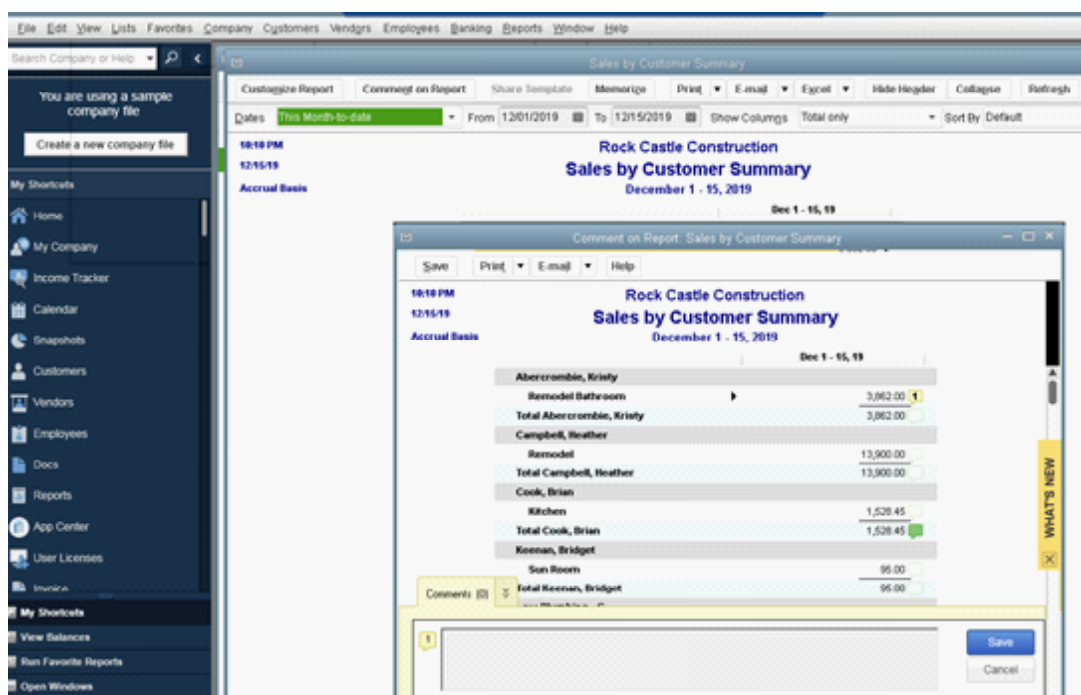 File Edit View Lists Favorites Company Customers Vendors Employees Banking Reports Window Help
Search Company or Help
You are using a sample
company file
Create a new company file
My Shortcuts
Home
My Company
Income Tracker
Calendar
Snapshots
Customers
Vendors
Employees
Docs
Reports
App Center
User Licenses
Invoice
My Shortcuts
View Balances
Run Favorite Reports
Open Windows
Sales by Customer Summary
Customize Report Comment on Report Share Template Memorize Print E-mail Excel Hide Header Collapse Refresh
Dates This Month-to-date From 12/01/2019 To 12/15/2019 Show Columns Total only Sort By Default
10:10 PM
12/15/19
Accrual Basis
Rock Castle Construction
Sales by Customer Summary
December 1 - 15, 2019
Dec 1 - 15, 19
Comment on Report: Sales by Customer Summary
Save Print E-mail Help
10:10 PM
12/15/19
Accrual Basis
Rock Castle Construction
Sales by Customer Summary
December 1 - 15, 2019
Dec 1 - 15, 19
Abercrombie, Kristy
Remodel Bathroom 3,862.00 1
Total Abercrombie, Kristy 3,862.00
Campbell, Heather
Remodel 13,900.00
Total Campbell, Heather 13,900.00
Cook, Brian
Kitchen 1,528.45
Total Cook, Brian 1,528.45
Keenan, Bridget
Sun Room 95.00
Total Keenan, Bridget 95.00
WHAT'S NEW
Comments (0)
1
Save
Cancel